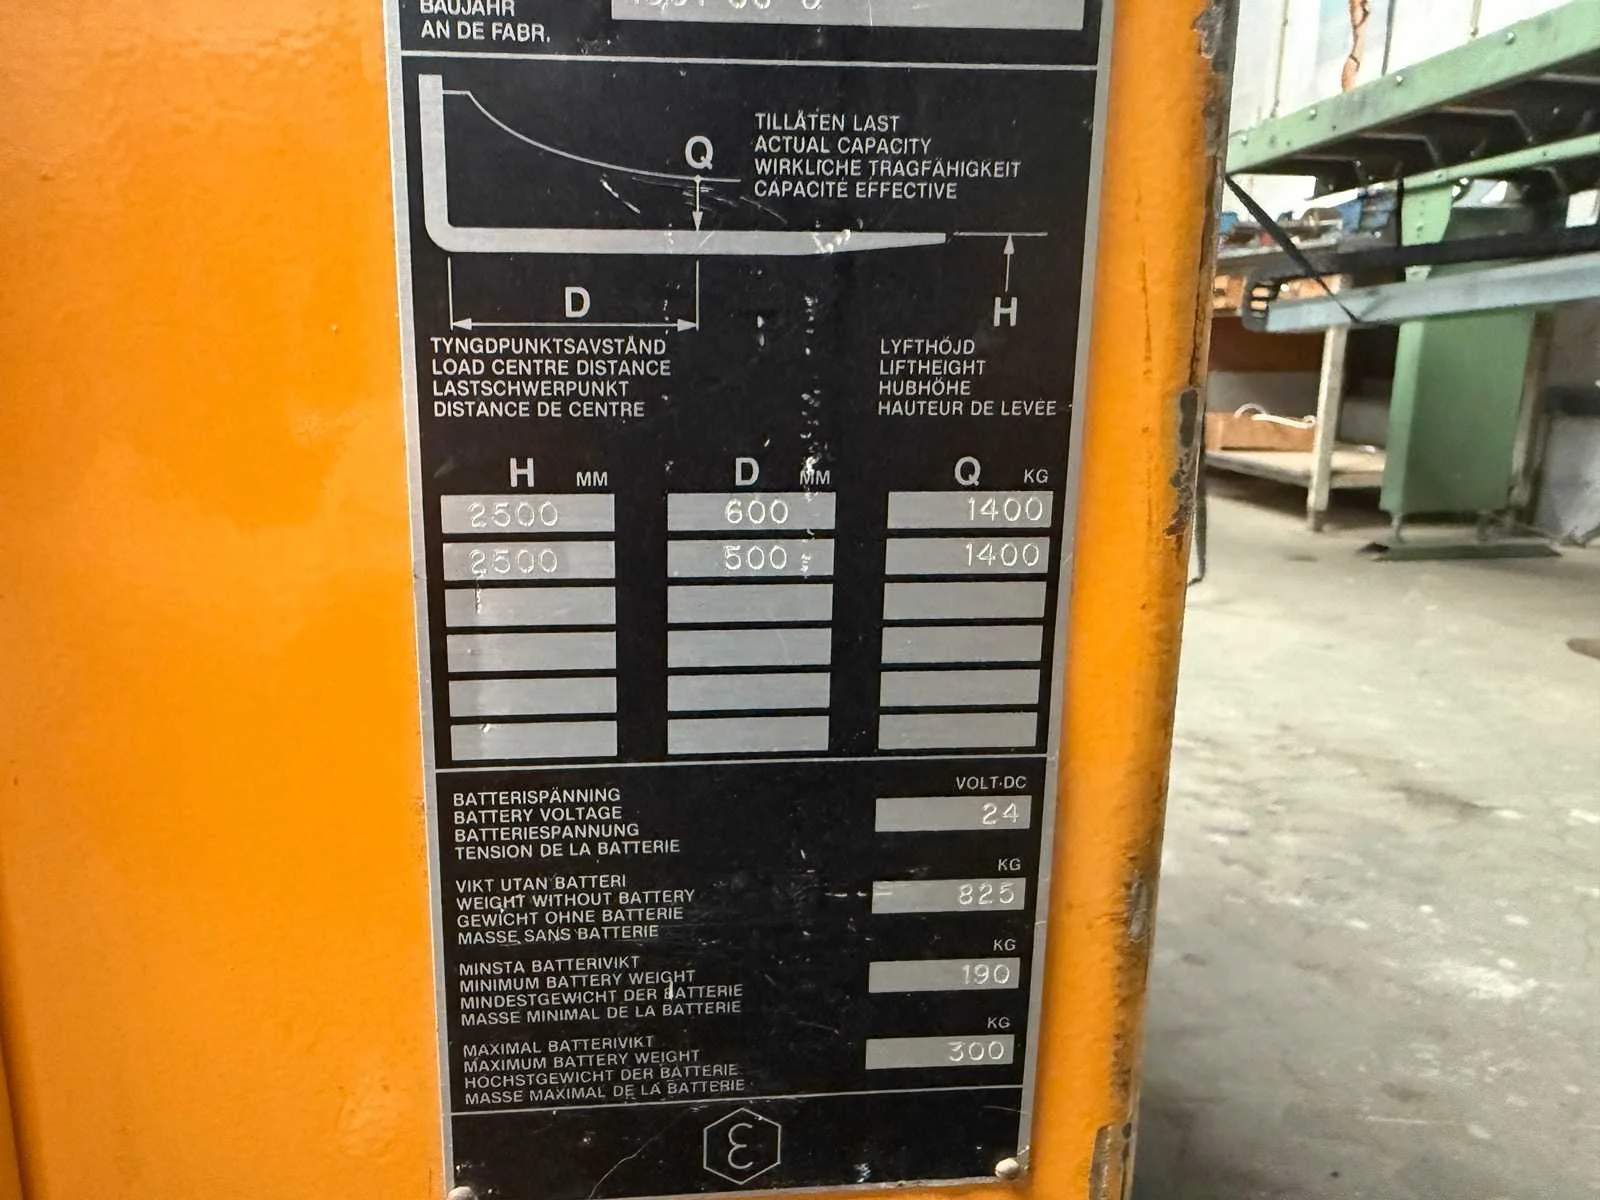 BAUJAHR
AN DE FABR.
Q
TILLÅTEN LAST
ACTUAL CAPACITY
WIRKLICHE TRAGFÄHIGKEIT
CAPACITÉ EFFECTIVE
D
H
TYNGDPUNKTSAVSTÅND
LOAD CENTRE DISTANCE
LASTSCHWERPUNKT
DISTANCE DE CENTRE
LYFTHÖJD
LIFTHEIGHT
HUBHÖHE
HAUTEUR DE LEVÉE
H MM D MM Q KG
2500 600 1400
2500 500 1400
BATTERISPÄNNING
BATTERY VOLTAGE
BATTERIESPANNUNG
TENSION DE LA BATTERIE
VOLT·DC
24
VIKT UTAN BATTERI
WEIGHT WITHOUT BATTERY
GEWICHT OHNE BATTERIE
MASSE SANS BATTERIE
KG
825
MINSTA BATTERIVIKT
MINIMUM BATTERY WEIGHT
MINDESTGEWICHT DER BATTERIE
MASSE MINIMAL DE LA BATTERIE
KG
190
MAXIMAL BATTERIVIKT
MAXIMUM BATTERY WEIGHT
HÖCHSTGEWICHT DER BATTERIE
MASSE MAXIMAL DE LA BATTERIE
KG
300